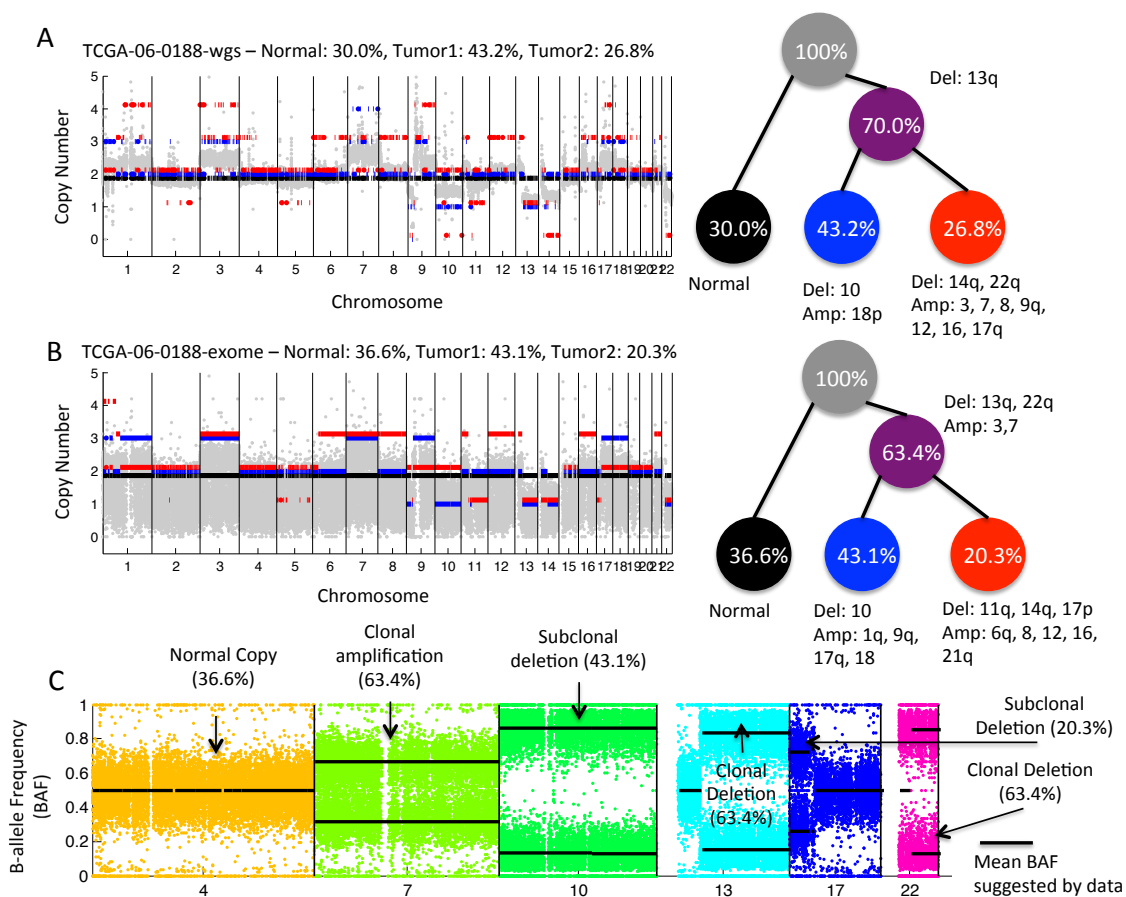 A
TCGA-06-0188-wgs – Normal: 30.0%, Tumor1: 43.2%, Tumor2: 26.8%
Copy Number
5
4
3
2
1
0
1 2 3 4 5 6 7 8 9 10 11 12 13 14 15 16 17 18 19 20 21 22
Chromosome
100%
Del: 13q
70.0%
30.0%
43.2%
26.8%
Normal
Del: 10
Amp: 18p
Del: 14q, 22q
Amp: 3, 7, 8, 9q,
12, 16, 17q
B
TCGA-06-0188-exome – Normal: 36.6%, Tumor1: 43.1%, Tumor2: 20.3%
Copy Number
5
4
3
2
1
0
1 2 3 4 5 6 7 8 9 10 11 12 13 14 15 16 17 18 19 20 21 22
Chromosome
100%
Del: 13q, 22q
Amp: 3,7
63.4%
36.6%
43.1%
20.3%
Normal
Del: 10
Amp: 1q, 9q,
17q, 18
Del: 11q, 14q, 17p
Amp: 6q, 8, 12, 16,
21q
C
Normal Copy
(36.6%)
Clonal
amplification
(63.4%)
Subclonal
deletion (43.1%)
Subclonal
Deletion (20.3%)
Clonal Deletion
(63.4%)
Clonal
Deletion
(63.4%)
Mean BAF
suggested by data
B-allele Frequency
(BAF)
1
0.8
0.6
0.4
0.2
0
4 7 10 13 17 22